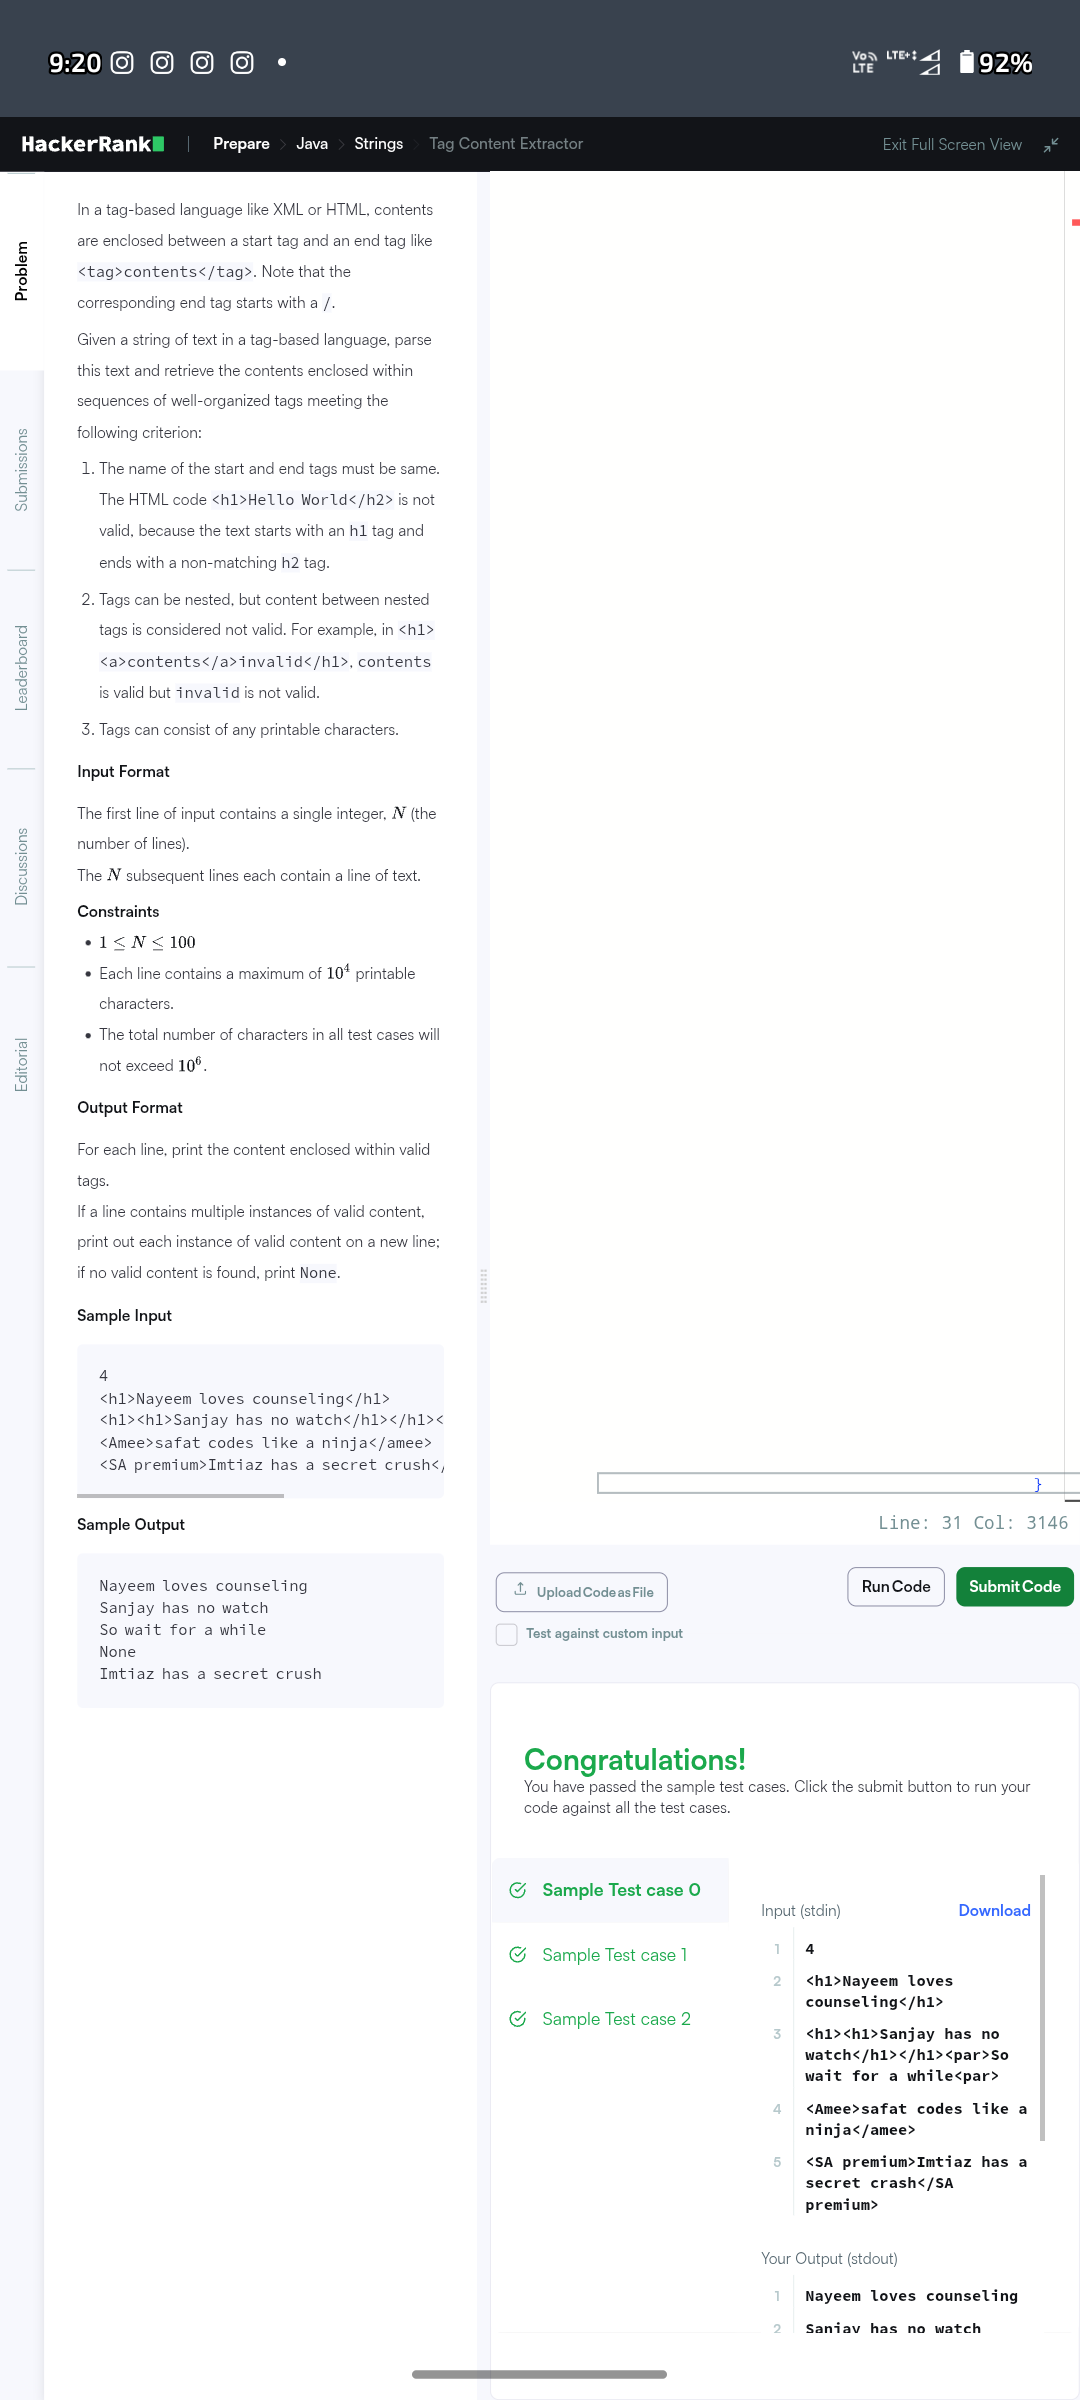 9:20
Vo LTE LTE+ 92%
HackerRank Prepare Java Strings Tag Content Extractor Exit Full Screen View
Problem
Submissions
Leaderboard
Discussions
Editorial
In a tag-based language like XML or HTML, contents
are enclosed between a start tag and an end tag like
<tag>contents</tag>. Note that the
corresponding end tag starts with a /.
Given a string of text in a tag-based language, parse
this text and retrieve the contents enclosed within
sequences of well-organized tags meeting the
following criterion:
1. The name of the start and end tags must be same.
The HTML code <h1>Hello World</h2> is not
valid, because the text starts with an h1 tag and
ends with a non-matching h2 tag.
2. Tags can be nested, but content between nested
tags is considered not valid. For example, in <h1>
<a>contents</a>invalid</h1>, contents
is valid but invalid is not valid.
3. Tags can consist of any printable characters.
Input Format
The first line of input contains a single integer, N (the
number of lines).
The N subsequent lines each contain a line of text.
Constraints
• 1 ≤ N ≤ 100
• Each line contains a maximum of 10⁴ printable
characters.
• The total number of characters in all test cases will
not exceed 10⁶.
Output Format
For each line, print the content enclosed within valid
tags.
If a line contains multiple instances of valid content,
print out each instance of valid content on a new line;
if no valid content is found, print None.
Sample Input
4
<h1>Nayeem loves counseling</h1>
<h1><h1>Sanjay has no watch</h1></h1><
<Amee>safat codes like a ninja</amee>
<SA premium>Imtiaz has a secret crush</
Sample Output
Nayeem loves counseling
Sanjay has no watch
So wait for a while
None
Imtiaz has a secret crush
}
Line: 31 Col: 3146
Upload Code as File
Run Code
Submit Code
Test against custom input
Congratulations!
You have passed the sample test cases. Click the submit button to run your
code against all the test cases.
Sample Test case 0
Sample Test case 1
Sample Test case 2
Input (stdin) Download
1 4
2 <h1>Nayeem loves
counseling</h1>
3 <h1><h1>Sanjay has no
watch</h1></h1><par>So
wait for a while<par>
4 <Amee>safat codes like a
ninja</amee>
5 <SA premium>Imtiaz has a
secret crash</SA
premium>
Your Output (stdout)
1 Nayeem loves counseling
2 Sanjay has no watch